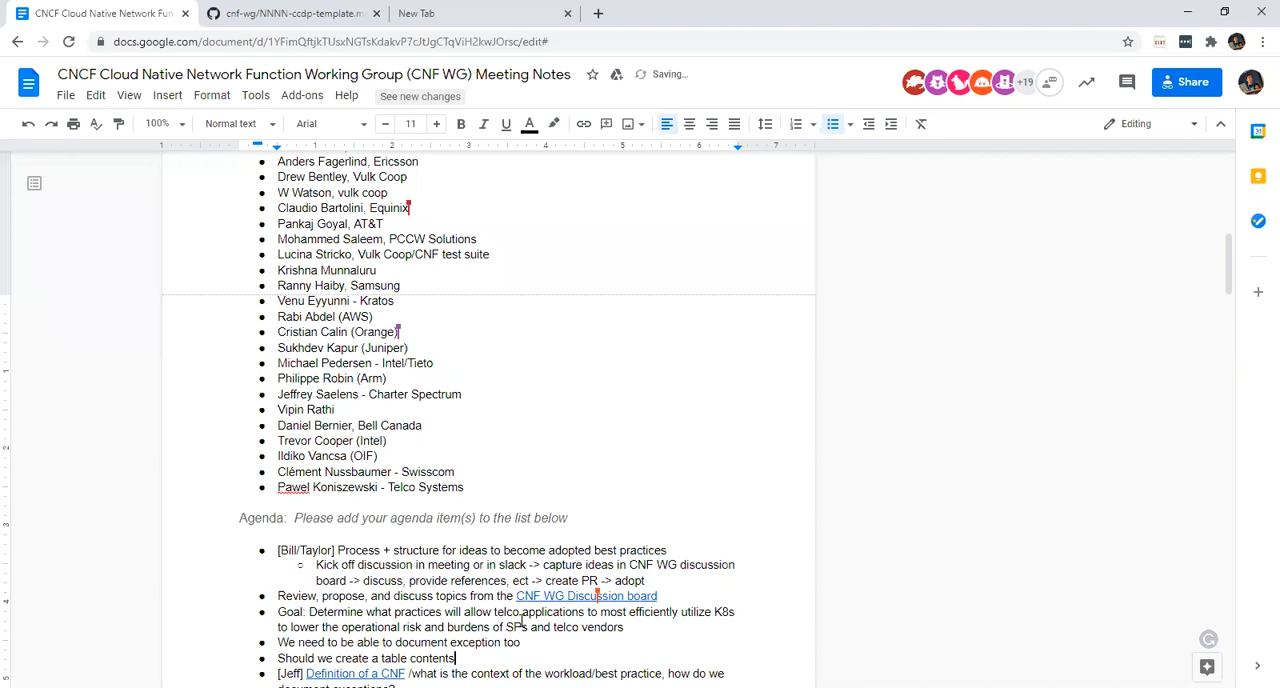 CNCF Cloud Native Network Fun
cnf-wg/NNNN-ccdp-template.m
New Tab
docs.google.com/document/d/1YFimQftjkTUsxNGTsKdakvP7cJtJgCTqViH2kwJOrsc/edit#
CNCF Cloud Native Network Function Working Group (CNF WG) Meeting Notes
Saving...
+19
Share
File Edit View Insert Format Tools Add-ons Help
See new changes
100% Normal text Arial 11 Editing
1 1 2 3 4 5 6 7
Anders Fagerlind, Ericsson
Drew Bentley, Vulk Coop
W Watson, vulk coop
Claudio Bartolini, Equinix
Pankaj Goyal, AT&T
Mohammed Saleem, PCCW Solutions
Lucina Stricko, Vulk Coop/CNF test suite
Krishna Munnaluru
Ranny Haiby, Samsung
Venu Eyyunni - Kratos
Rabi Abdel (AWS)
Cristian Calin (Orange)
Sukhdev Kapur (Juniper)
Michael Pedersen - Intel/Tieto
Philippe Robin (Arm)
Jeffrey Saelens - Charter Spectrum
Vipin Rathi
Daniel Bernier, Bell Canada
Trevor Cooper (Intel)
Ildiko Vancsa (OIF)
Clément Nussbaumer - Swisscom
Pawel Koniszewski - Telco Systems
Agenda: Please add your agenda item(s) to the list below
[Bill/Taylor] Process + structure for ideas to become adopted best practices
Kick off discussion in meeting or in slack -> capture ideas in CNF WG discussion
board -> discuss, provide references, ect -> create PR -> adopt
Review, propose, and discuss topics from the CNF WG Discussion board
Goal: Determine what practices will allow telco applications to most efficiently utilize K8s
to lower the operational risk and burdens of SPs and telco vendors
We need to be able to document exception too
Should we create a table contents
[Jeff] Definition of a CNF /what is the context of the workload/best practice, how do we
document exceptions?